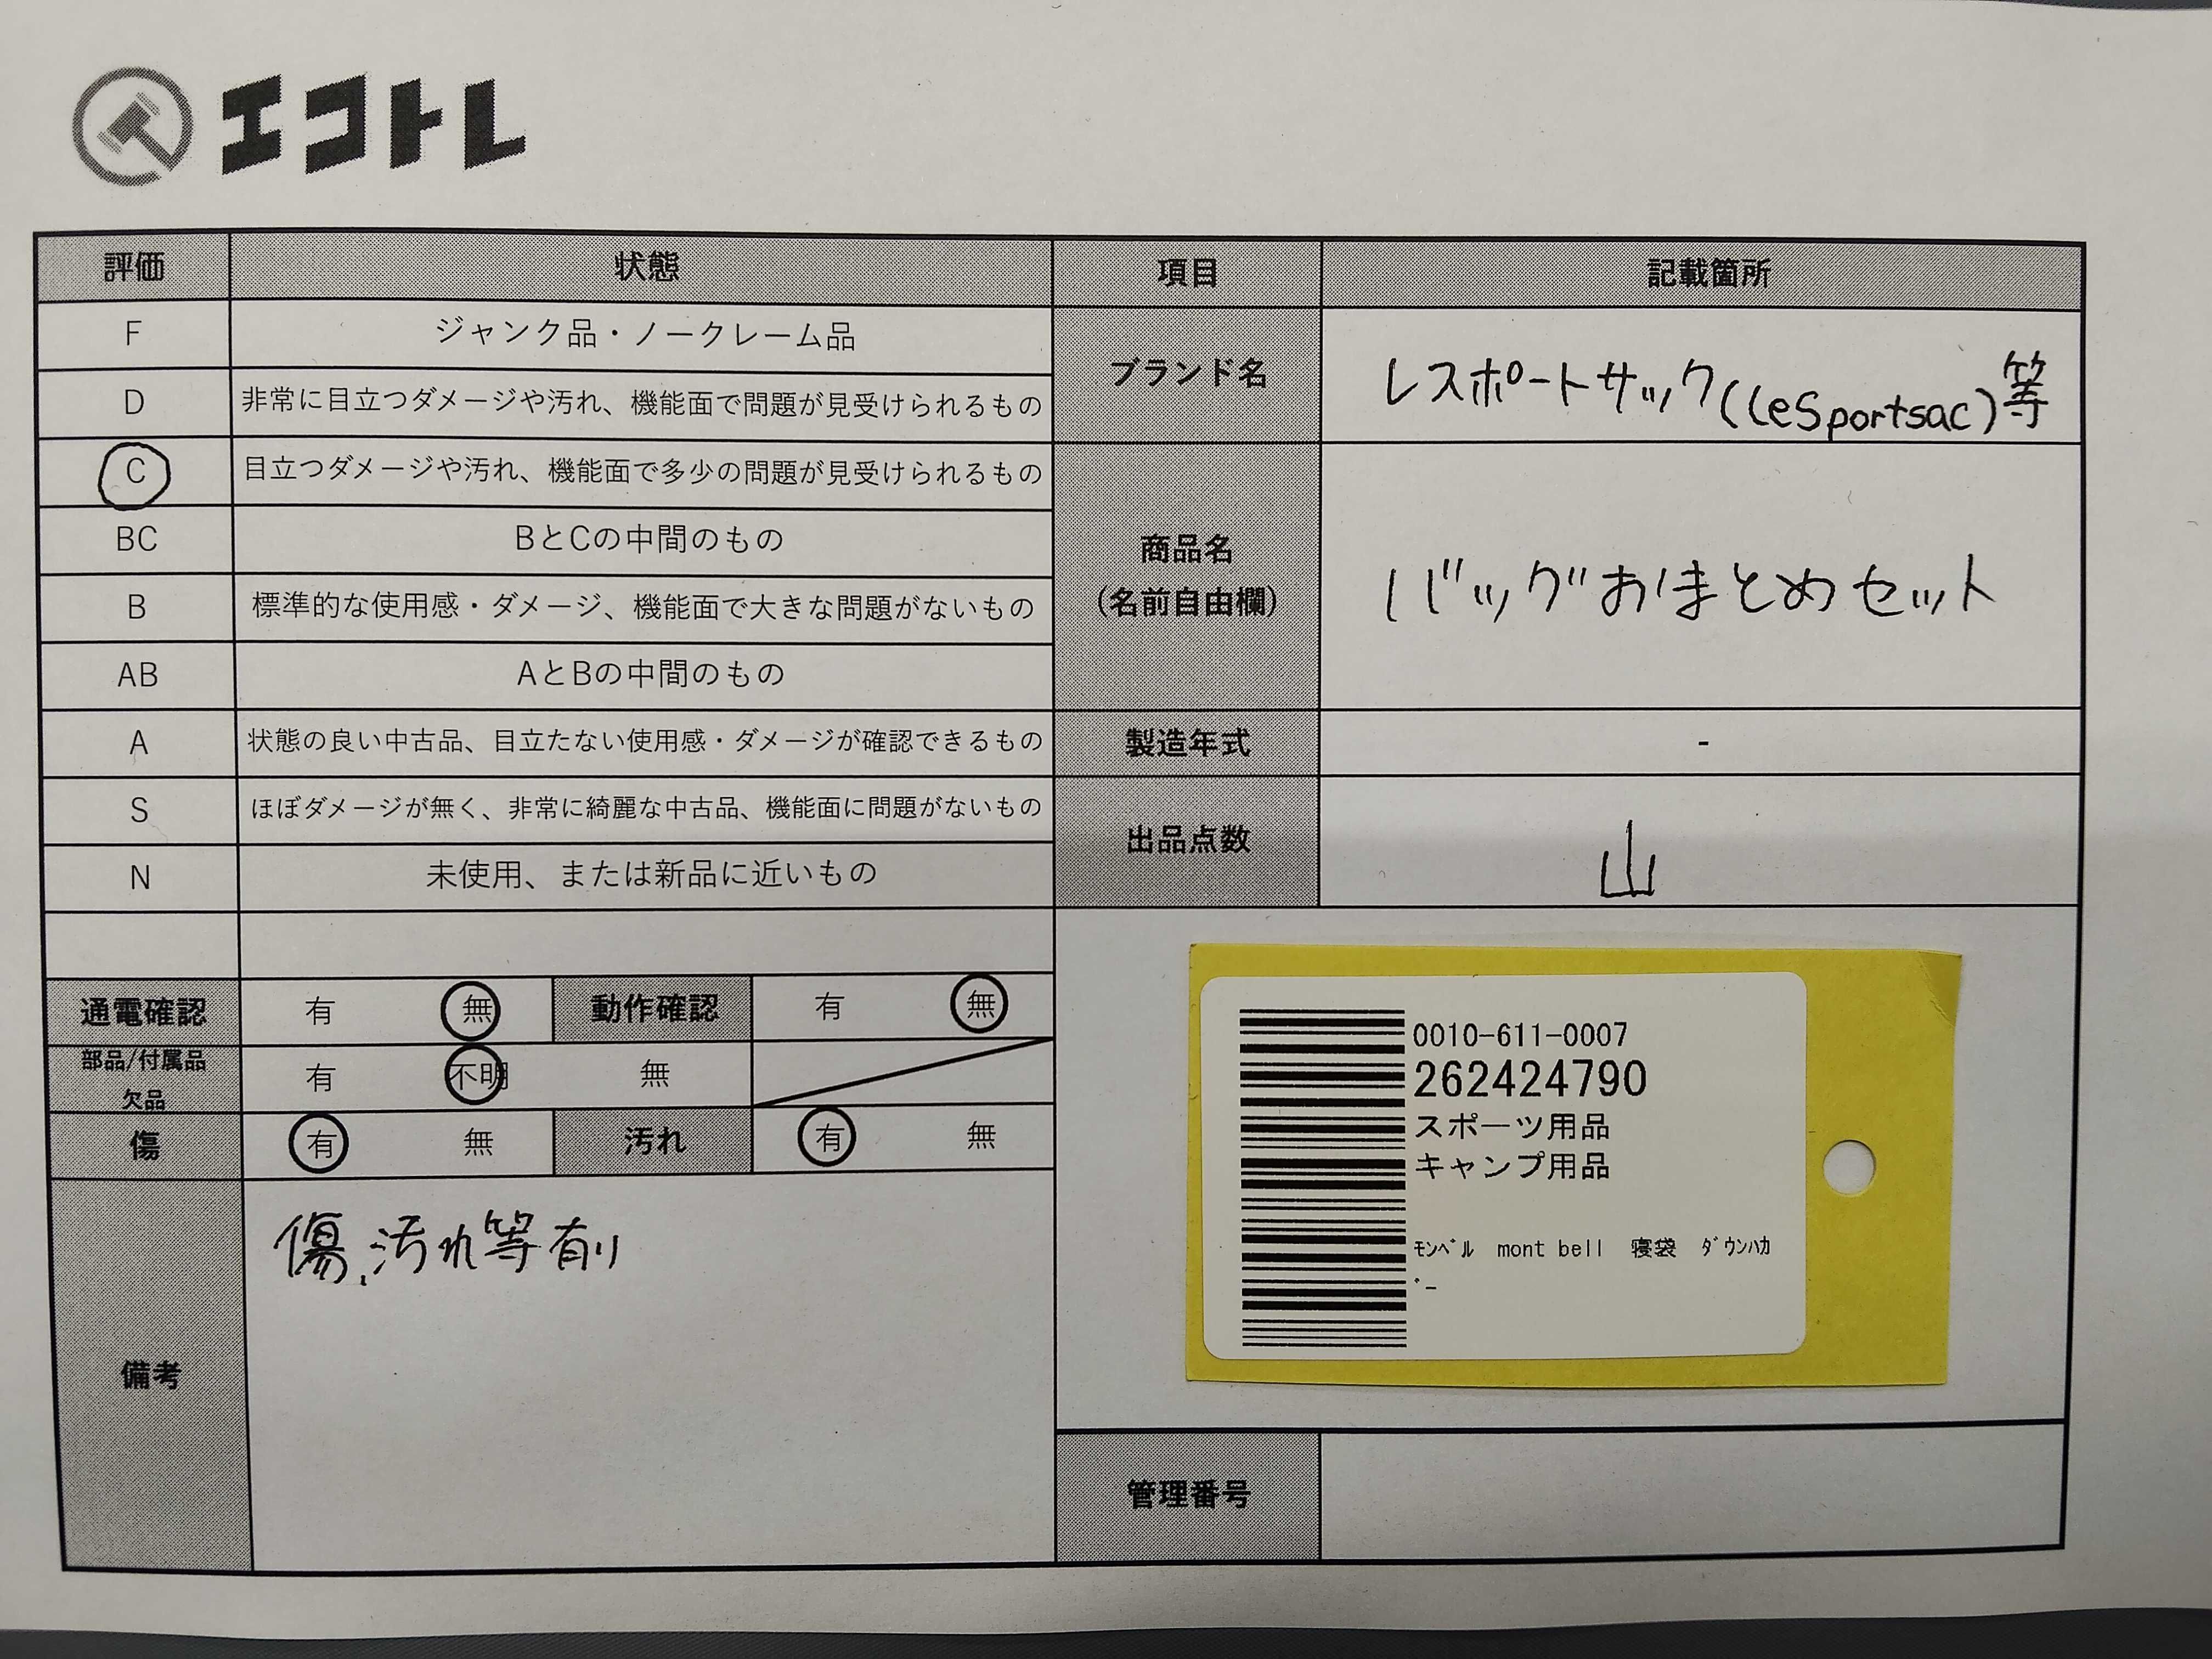 エコトレ
評価 状態 項目 記載箇所
F ジャンク品・ノークレーム品
D 非常に目立つダメージや汚れ、機能面で問題が見受けられるもの
ブランド名 レスポートサック(LeSportsac)等
C 目立つダメージや汚れ、機能面で多少の問題が見受けられるもの
BC BとCの中間のもの
商品名
(名前自由欄)
バッグおまとめセット
B 標準的な使用感・ダメージ、機能面で大きな問題がないもの
AB AとBの中間のもの
A 状態の良い中古品、目立たない使用感・ダメージが確認できるもの
製造年式 -
S ほぼダメージが無く、非常に綺麗な中古品、機能面に問題がないもの
出品点数 山
N 未使用、または新品に近いもの
通電確認 有 無 動作確認 有 無
部品/付属品
欠品
有 不明 無
傷 有 無 汚れ 有 無
備考
傷、汚れ等有り
0010-611-0007
262424790
スポーツ用品
キャンプ用品
ﾓﾝﾍﾞﾙ mont bell 寝袋 ﾀﾞｳﾝﾊｶ
ﾞｰ
管理番号